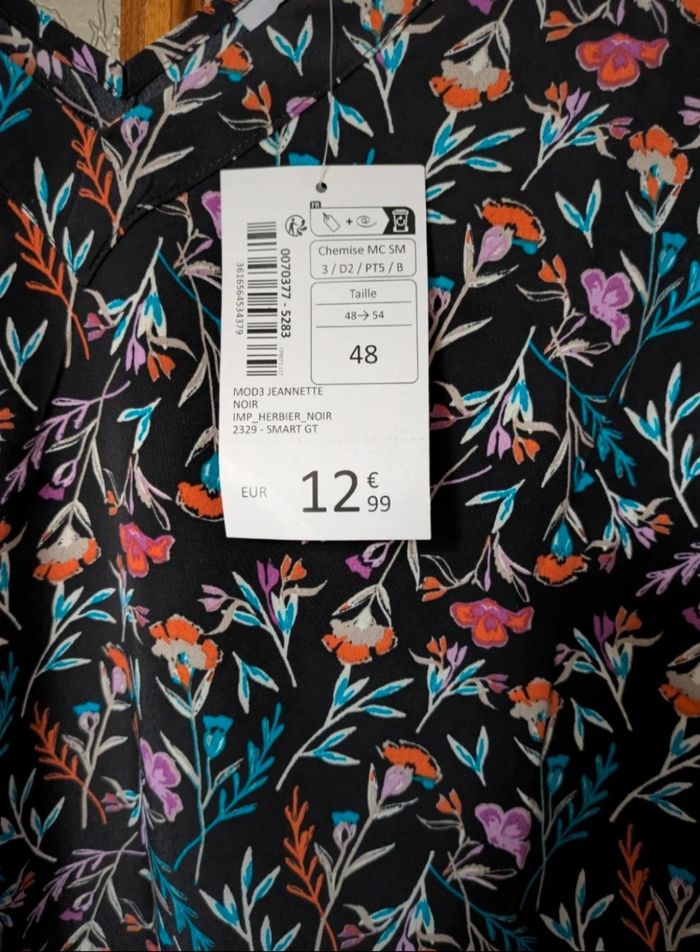 FR
+
Chemise MC SM
3 / D2 / PT5 / B
Taille
48→54
48
0070377 - 5283
3616564534379
MOD3 JEANNETTE
NOIR
IMP_HERBIER_NOIR
2329 - SMART GT
EUR 12 €99